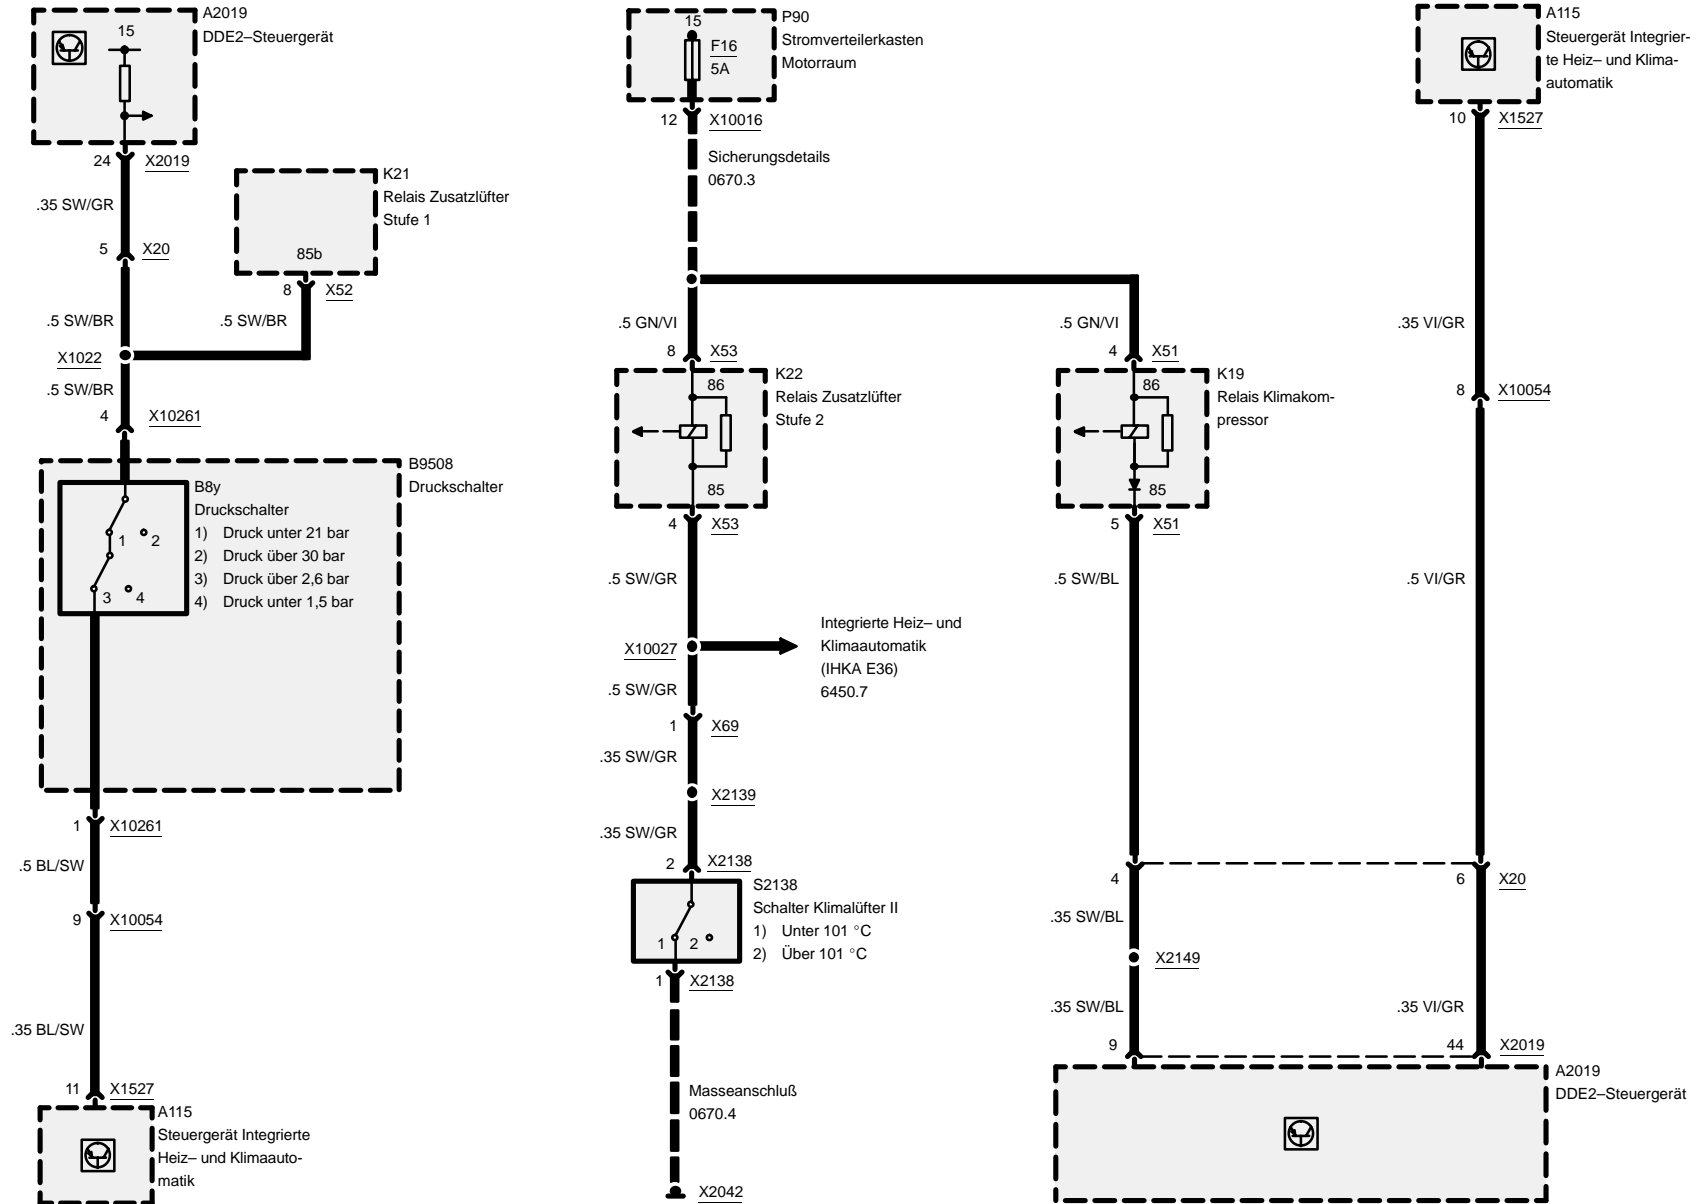 A2019
DDE2–Steuergerät
15
24 X2019
.35 SW/GR
5 X20
.5 SW/BR
X1022
.5 SW/BR
4 X10261
K21
Relais Zusatzlüfter
Stufe 1
85b
8 X52
.5 SW/BR
B9508
Druckschalter
B8y
Druckschalter
1) Druck unter 21 bar
2) Druck über 30 bar
3) Druck über 2,6 bar
4) Druck unter 1,5 bar
1 2
3 4
1 X10261
.5 BL/SW
9 X10054
.35 BL/SW
11 X1527
A115
Steuergerät Integrierte
Heiz– und Klimaauto-
matik
P90
Stromverteilerkasten
Motorraum
15
F16
5A
12 X10016
Sicherungsdetails
0670.3
.5 GN/VI
8 X53
K22
Relais Zusatzlüfter
Stufe 2
86
85
4 X53
.5 SW/GR
X10027
Integrierte Heiz– und
Klimaautomatik
(IHKA E36)
6450.7
.5 SW/GR
1 X69
.35 SW/GR
X2139
.35 SW/GR
2 X2138
S2138
Schalter Klimalüfter II
1) Unter 101 °C
2) Über 101 °C
1 2
1 X2138
Masseanschluß
0670.4
X2042
.5 GN/VI
4 X51
K19
Relais Klimakom-
pressor
86
85
5 X51
.5 SW/BL
4
.35 SW/BL
X2149
.35 SW/BL
9
A115
Steuergerät Integrier-
te Heiz– und Klima-
automatik
10 X1527
.35 VI/GR
8 X10054
.5 VI/GR
6 X20
.35 VI/GR
44 X2019
A2019
DDE2–Steuergerät